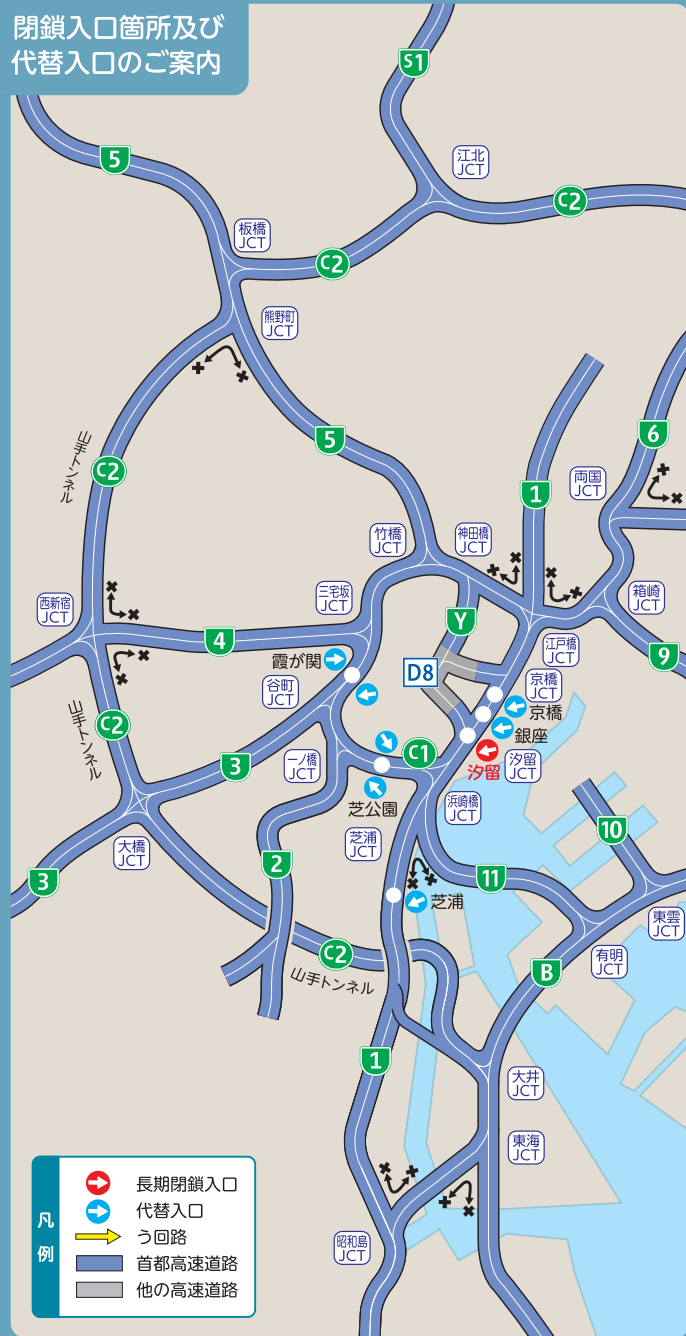 閉鎖入口箇所及び
代替入口のご案内
S1
5
江北
JCT
C2
板橋
JCT
C2
熊野町
JCT
山手トンネル
C2
5
6
1
両国
JCT
竹橋
JCT
神田橋
JCT
西新宿
JCT
三宅坂
JCT
箱崎
JCT
4
Y
江戸橋
JCT
9
霞が関
D8
谷町
JCT
京橋
JCT
京橋
銀座
山手トンネル
C2
3
一ノ橋
JCT
C1
汐留
汐留
JCT
芝公園
浜崎橋
JCT
10
大橋
JCT
芝浦
JCT
3
2
11
芝浦
東雲
JCT
C2
山手トンネル
有明
JCT
B
1
大井
JCT
東海
JCT
昭和島
JCT
凡例
長期閉鎖入口
代替入口
う回路
首都高速道路
他の高速道路